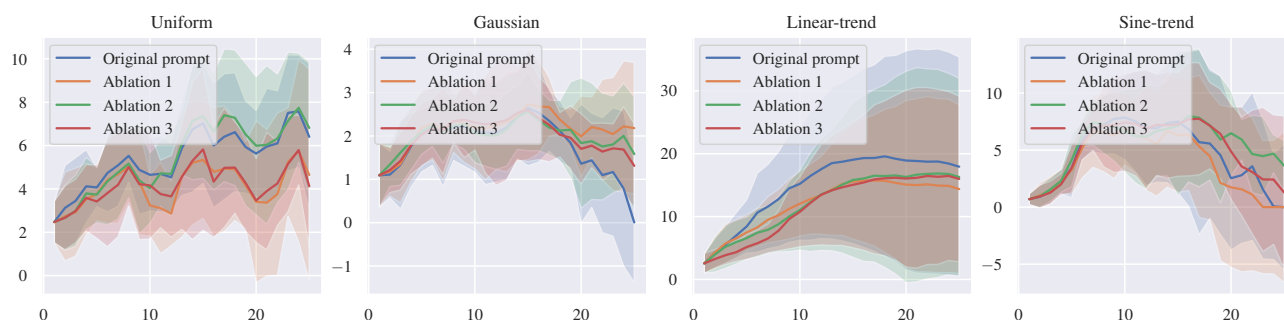 Uniform
10
8
6
4
2
0
0
10
20
Original prompt
Ablation 1
Ablation 2
Ablation 3
Gaussian
4
3
2
1
0
−1
0
10
20
Original prompt
Ablation 1
Ablation 2
Ablation 3
Linear-trend
30
20
10
0
0
10
20
Original prompt
Ablation 1
Ablation 2
Ablation 3
Sine-trend
10
5
0
−5
0
10
20
Original prompt
Ablation 1
Ablation 2
Ablation 3